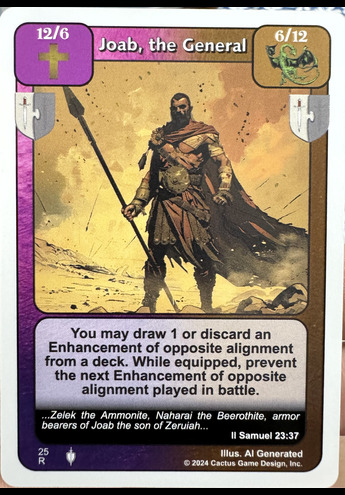 12/6
Joab, the General
6/12
You may draw 1 or discard an
Enhancement of opposite alignment
from a deck. While equipped, prevent
the next Enhancement of opposite
alignment played in battle.
...Zelek the Ammonite, Naharai the Beerothite, armor
bearers of Joab the son of Zeruiah...
II Samuel 23:37
25
R
Illus. AI Generated
© 2024 Cactus Game Design, Inc.